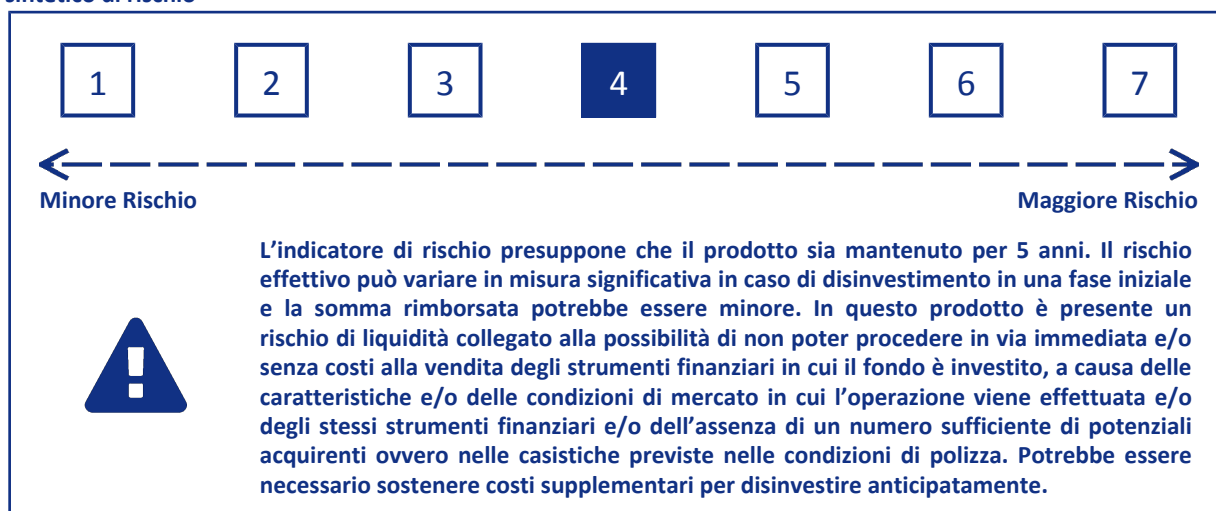 sintetico di rischio
1 2 3 4 5 6 7
Minore Rischio Maggiore Rischio
L’indicatore di rischio presuppone che il prodotto sia mantenuto per 5 anni. Il rischio
effettivo può variare in misura significativa in caso di disinvestimento in una fase iniziale
e la somma rimborsata potrebbe essere minore. In questo prodotto è presente un
rischio di liquidità collegato alla possibilità di non poter procedere in via immediata e/o
senza costi alla vendita degli strumenti finanziari in cui il fondo è investito, a causa delle
caratteristiche e/o delle condizioni di mercato in cui l’operazione viene effettuata e/o
degli stessi strumenti finanziari e/o dell’assenza di un numero sufficiente di potenziali
acquirenti ovvero nelle casistiche previste nelle condizioni di polizza. Potrebbe essere
necessario sostenere costi supplementari per disinvestire anticipatamente.